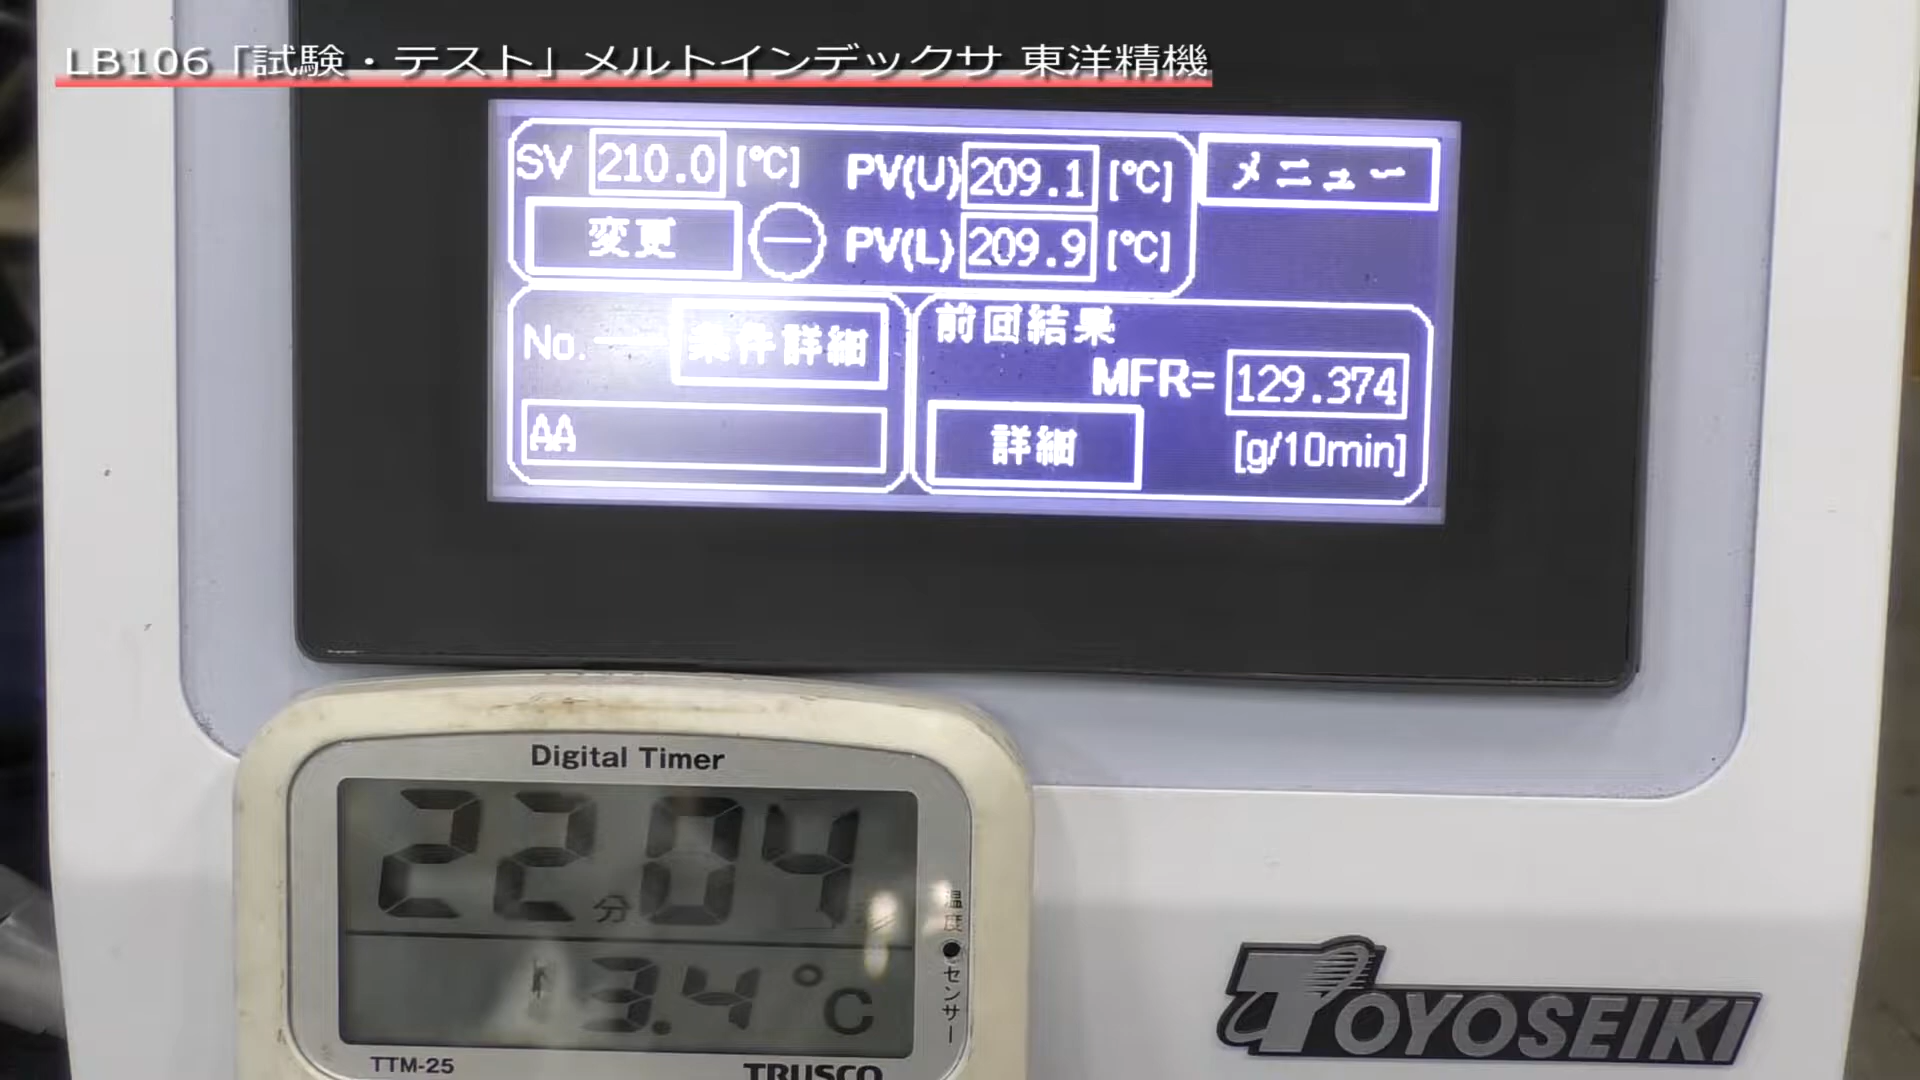 LB106「試験・テスト」メルトインデックサ 東洋精機
SV 210.0 [℃] PV(U) 209.1 [℃] メニュー
変更 PV(L) 209.9 [℃]
No. 条件詳細
AA
前回結果
MFR= 129.374
詳細 [g/10min]
Digital Timer
22分04秒
13.4℃
温度●センサー
TTM-25 TRUSCO
TOYOSEIKI